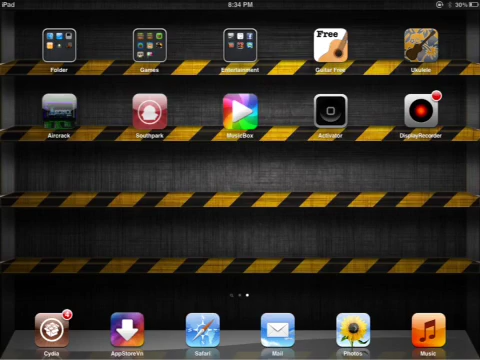 iPad 8:34 PM 30%
Free
Folder Games Entertainment Guitar Free Ukulele
Aircrack Southpark MusicBox Activator DisplayRecorder
4
Cydia AppStoreVn Safari Mail Photos Music